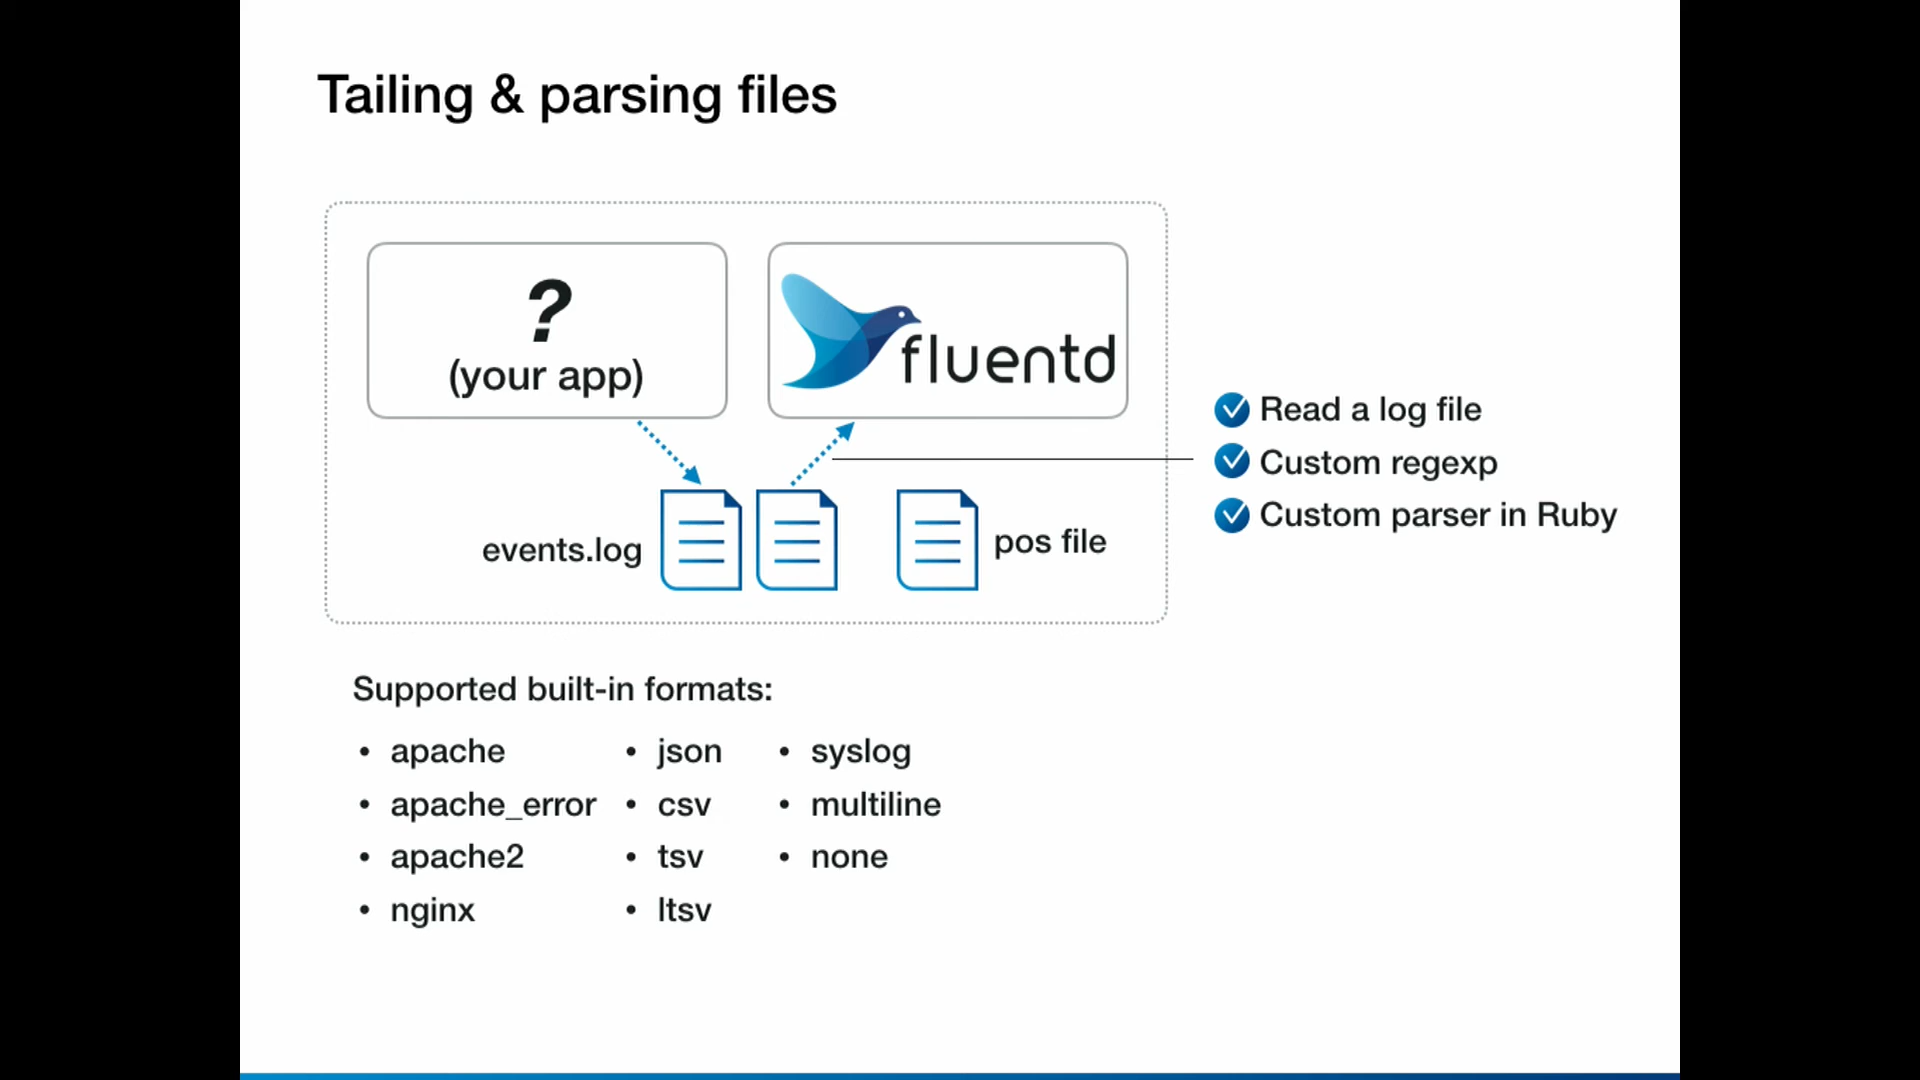 Tailing & parsing files
?
(your app)
fluentd
events.log
pos file
Read a log file
Custom regexp
Custom parser in Ruby
Supported built-in formats:
• apache
• apache_error
• apache2
• nginx
• json
• csv
• tsv
• ltsv
• syslog
• multiline
• none